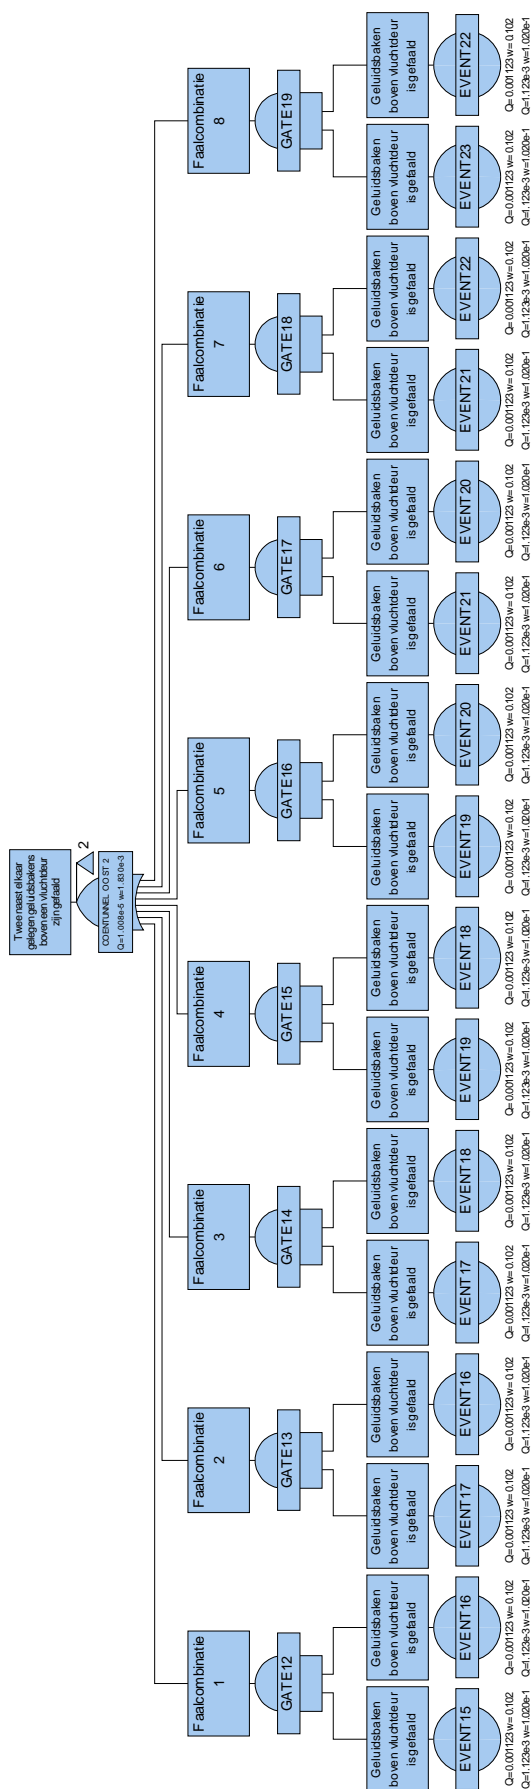 Twee naast elkaar
gelegen geluidsbakens
boven een vluchtdeur
zijn gefaald
2
COENTUNNEL OOST 2
Q=1.008e-5 w=1.830e-3
Faalcombinatie
1
Faalcombinatie
2
Faalcombinatie
3
Faalcombinatie
4
Faalcombinatie
5
Faalcombinatie
6
Faalcombinatie
7
Faalcombinatie
8
GATE12
GATE13
GATE14
GATE15
GATE16
GATE17
GATE18
GATE19
Geluidsbaken
boven vluchtdeur
is gefaald
EVENT15
Q=0.001123 w=0.102
Q=1.123e-3 w=1.020e-1
Geluidsbaken
boven vluchtdeur
is gefaald
EVENT16
Q=0.001123 w=0.102
Q=1.123e-3 w=1.020e-1
Geluidsbaken
boven vluchtdeur
is gefaald
EVENT17
Q=0.001123 w=0.102
Q=1.123e-3 w=1.020e-1
Geluidsbaken
boven vluchtdeur
is gefaald
EVENT16
Q=0.001123 w=0.102
Q=1.123e-3 w=1.020e-1
Geluidsbaken
boven vluchtdeur
is gefaald
EVENT17
Q=0.001123 w=0.102
Q=1.123e-3 w=1.020e-1
Geluidsbaken
boven vluchtdeur
is gefaald
EVENT18
Q=0.001123 w=0.102
Q=1.123e-3 w=1.020e-1
Geluidsbaken
boven vluchtdeur
is gefaald
EVENT19
Q=0.001123 w=0.102
Q=1.123e-3 w=1.020e-1
Geluidsbaken
boven vluchtdeur
is gefaald
EVENT18
Q=0.001123 w=0.102
Q=1.123e-3 w=1.020e-1
Geluidsbaken
boven vluchtdeur
is gefaald
EVENT19
Q=0.001123 w=0.102
Q=1.123e-3 w=1.020e-1
Geluidsbaken
boven vluchtdeur
is gefaald
EVENT20
Q=0.001123 w=0.102
Q=1.123e-3 w=1.020e-1
Geluidsbaken
boven vluchtdeur
is gefaald
EVENT21
Q=0.001123 w=0.102
Q=1.123e-3 w=1.020e-1
Geluidsbaken
boven vluchtdeur
is gefaald
EVENT20
Q=0.001123 w=0.102
Q=1.123e-3 w=1.020e-1
Geluidsbaken
boven vluchtdeur
is gefaald
EVENT21
Q=0.001123 w=0.102
Q=1.123e-3 w=1.020e-1
Geluidsbaken
boven vluchtdeur
is gefaald
EVENT22
Q=0.001123 w=0.102
Q=1.123e-3 w=1.020e-1
Geluidsbaken
boven vluchtdeur
is gefaald
EVENT23
Q=0.001123 w=0.102
Q=1.123e-3 w=1.020e-1
Geluidsbaken
boven vluchtdeur
is gefaald
EVENT22
Q=0.001123 w=0.102
Q=1.123e-3 w=1.020e-1